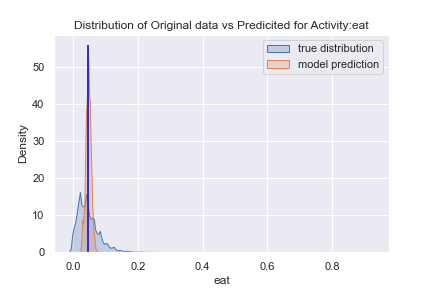 Distribution of Original data vs Predicited for Activity:eat
true distribution
model prediction
50
40
30
20
10
0
Density
0.0 0.2 0.4 0.6 0.8
eat